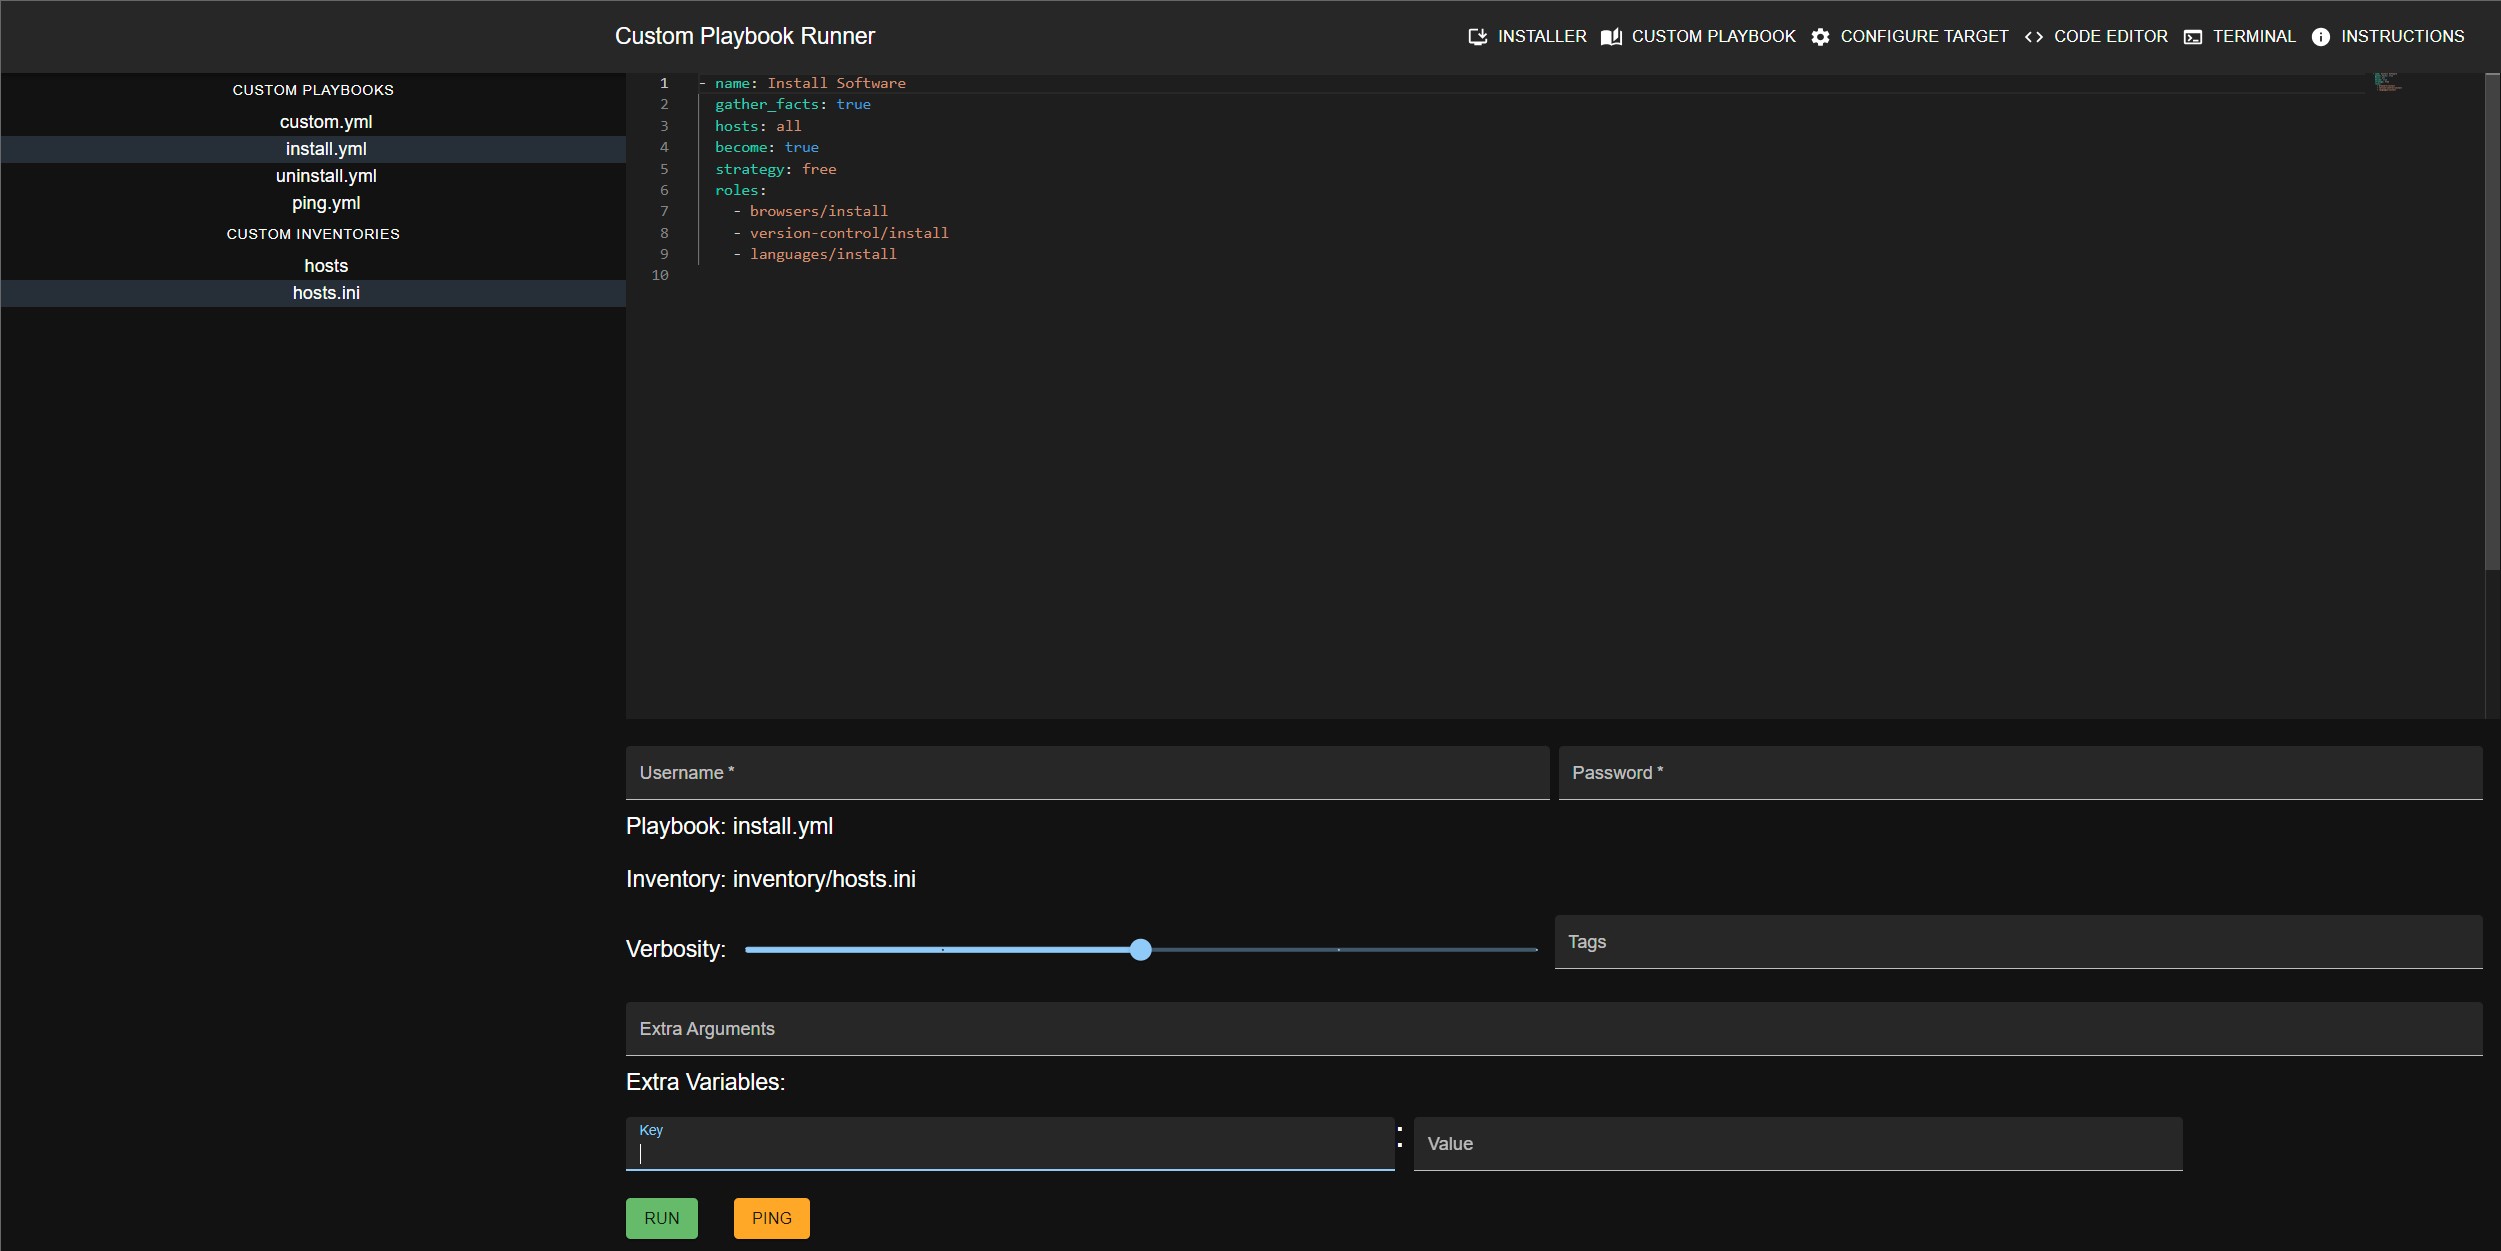 Custom Playbook Runner
INSTALLER CUSTOM PLAYBOOK CONFIGURE TARGET CODE EDITOR TERMINAL INSTRUCTIONS
CUSTOM PLAYBOOKS
custom.yml
install.yml
uninstall.yml
ping.yml
CUSTOM INVENTORIES
hosts
hosts.ini
1 - name: Install Software
2 gather_facts: true
3 hosts: all
4 become: true
5 strategy: free
6 roles:
7 - browsers/install
8 - version-control/install
9 - languages/install
10
Username * Password *
Playbook: install.yml
Inventory: inventory/hosts.ini
Verbosity: Tags
Extra Arguments
Extra Variables:
Key : Value
RUN PING